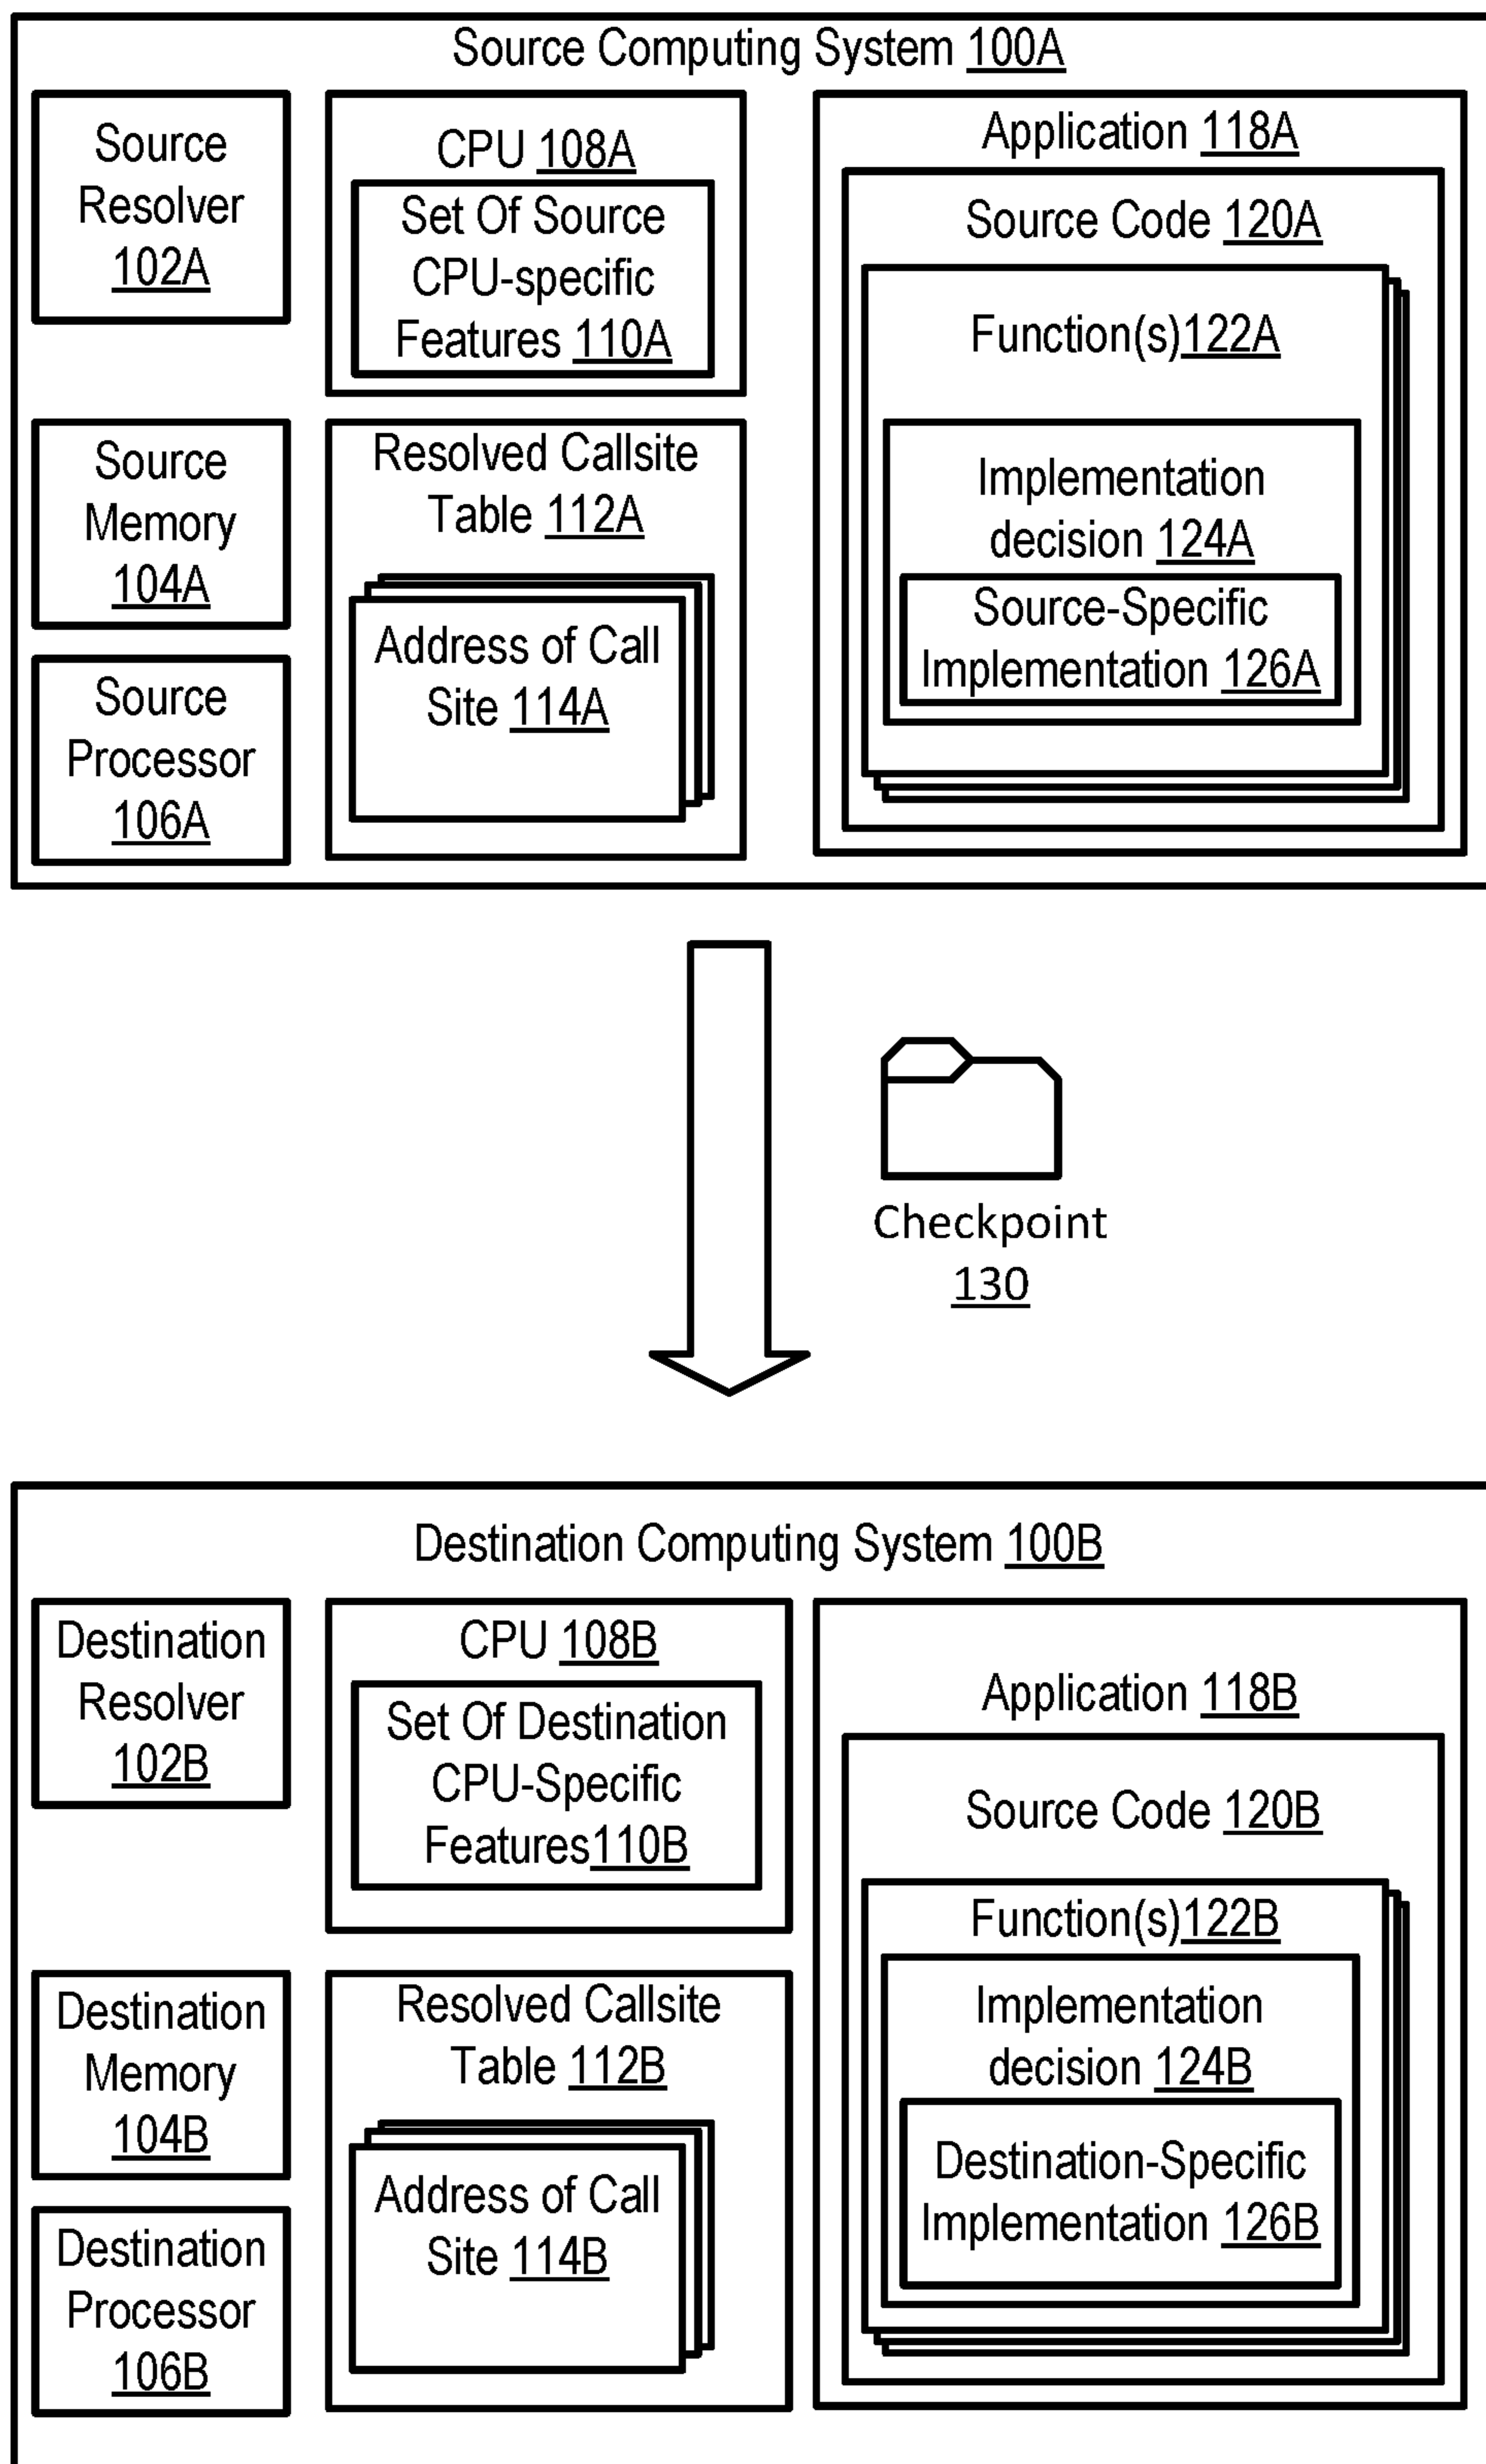 Source Computing System 100A
Source
Resolver
102A
Source
Memory
104A
Source
Processor
106A
CPU 108A
Set Of Source
CPU-specific
Features 110A
Resolved Callsite
Table 112A
Address of Call
Site 114A
Application 118A
Source Code 120A
Function(s)122A
Implementation
decision 124A
Source-Specific
Implementation 126A
Checkpoint
130
Destination Computing System 100B
Destination
Resolver
102B
Destination
Memory
104B
Destination
Processor
106B
CPU 108B
Set Of Destination
CPU-Specific
Features110B
Resolved Callsite
Table 112B
Address of Call
Site 114B
Application 118B
Source Code 120B
Function(s)122B
Implementation
decision 124B
Destination-Specific
Implementation 126B